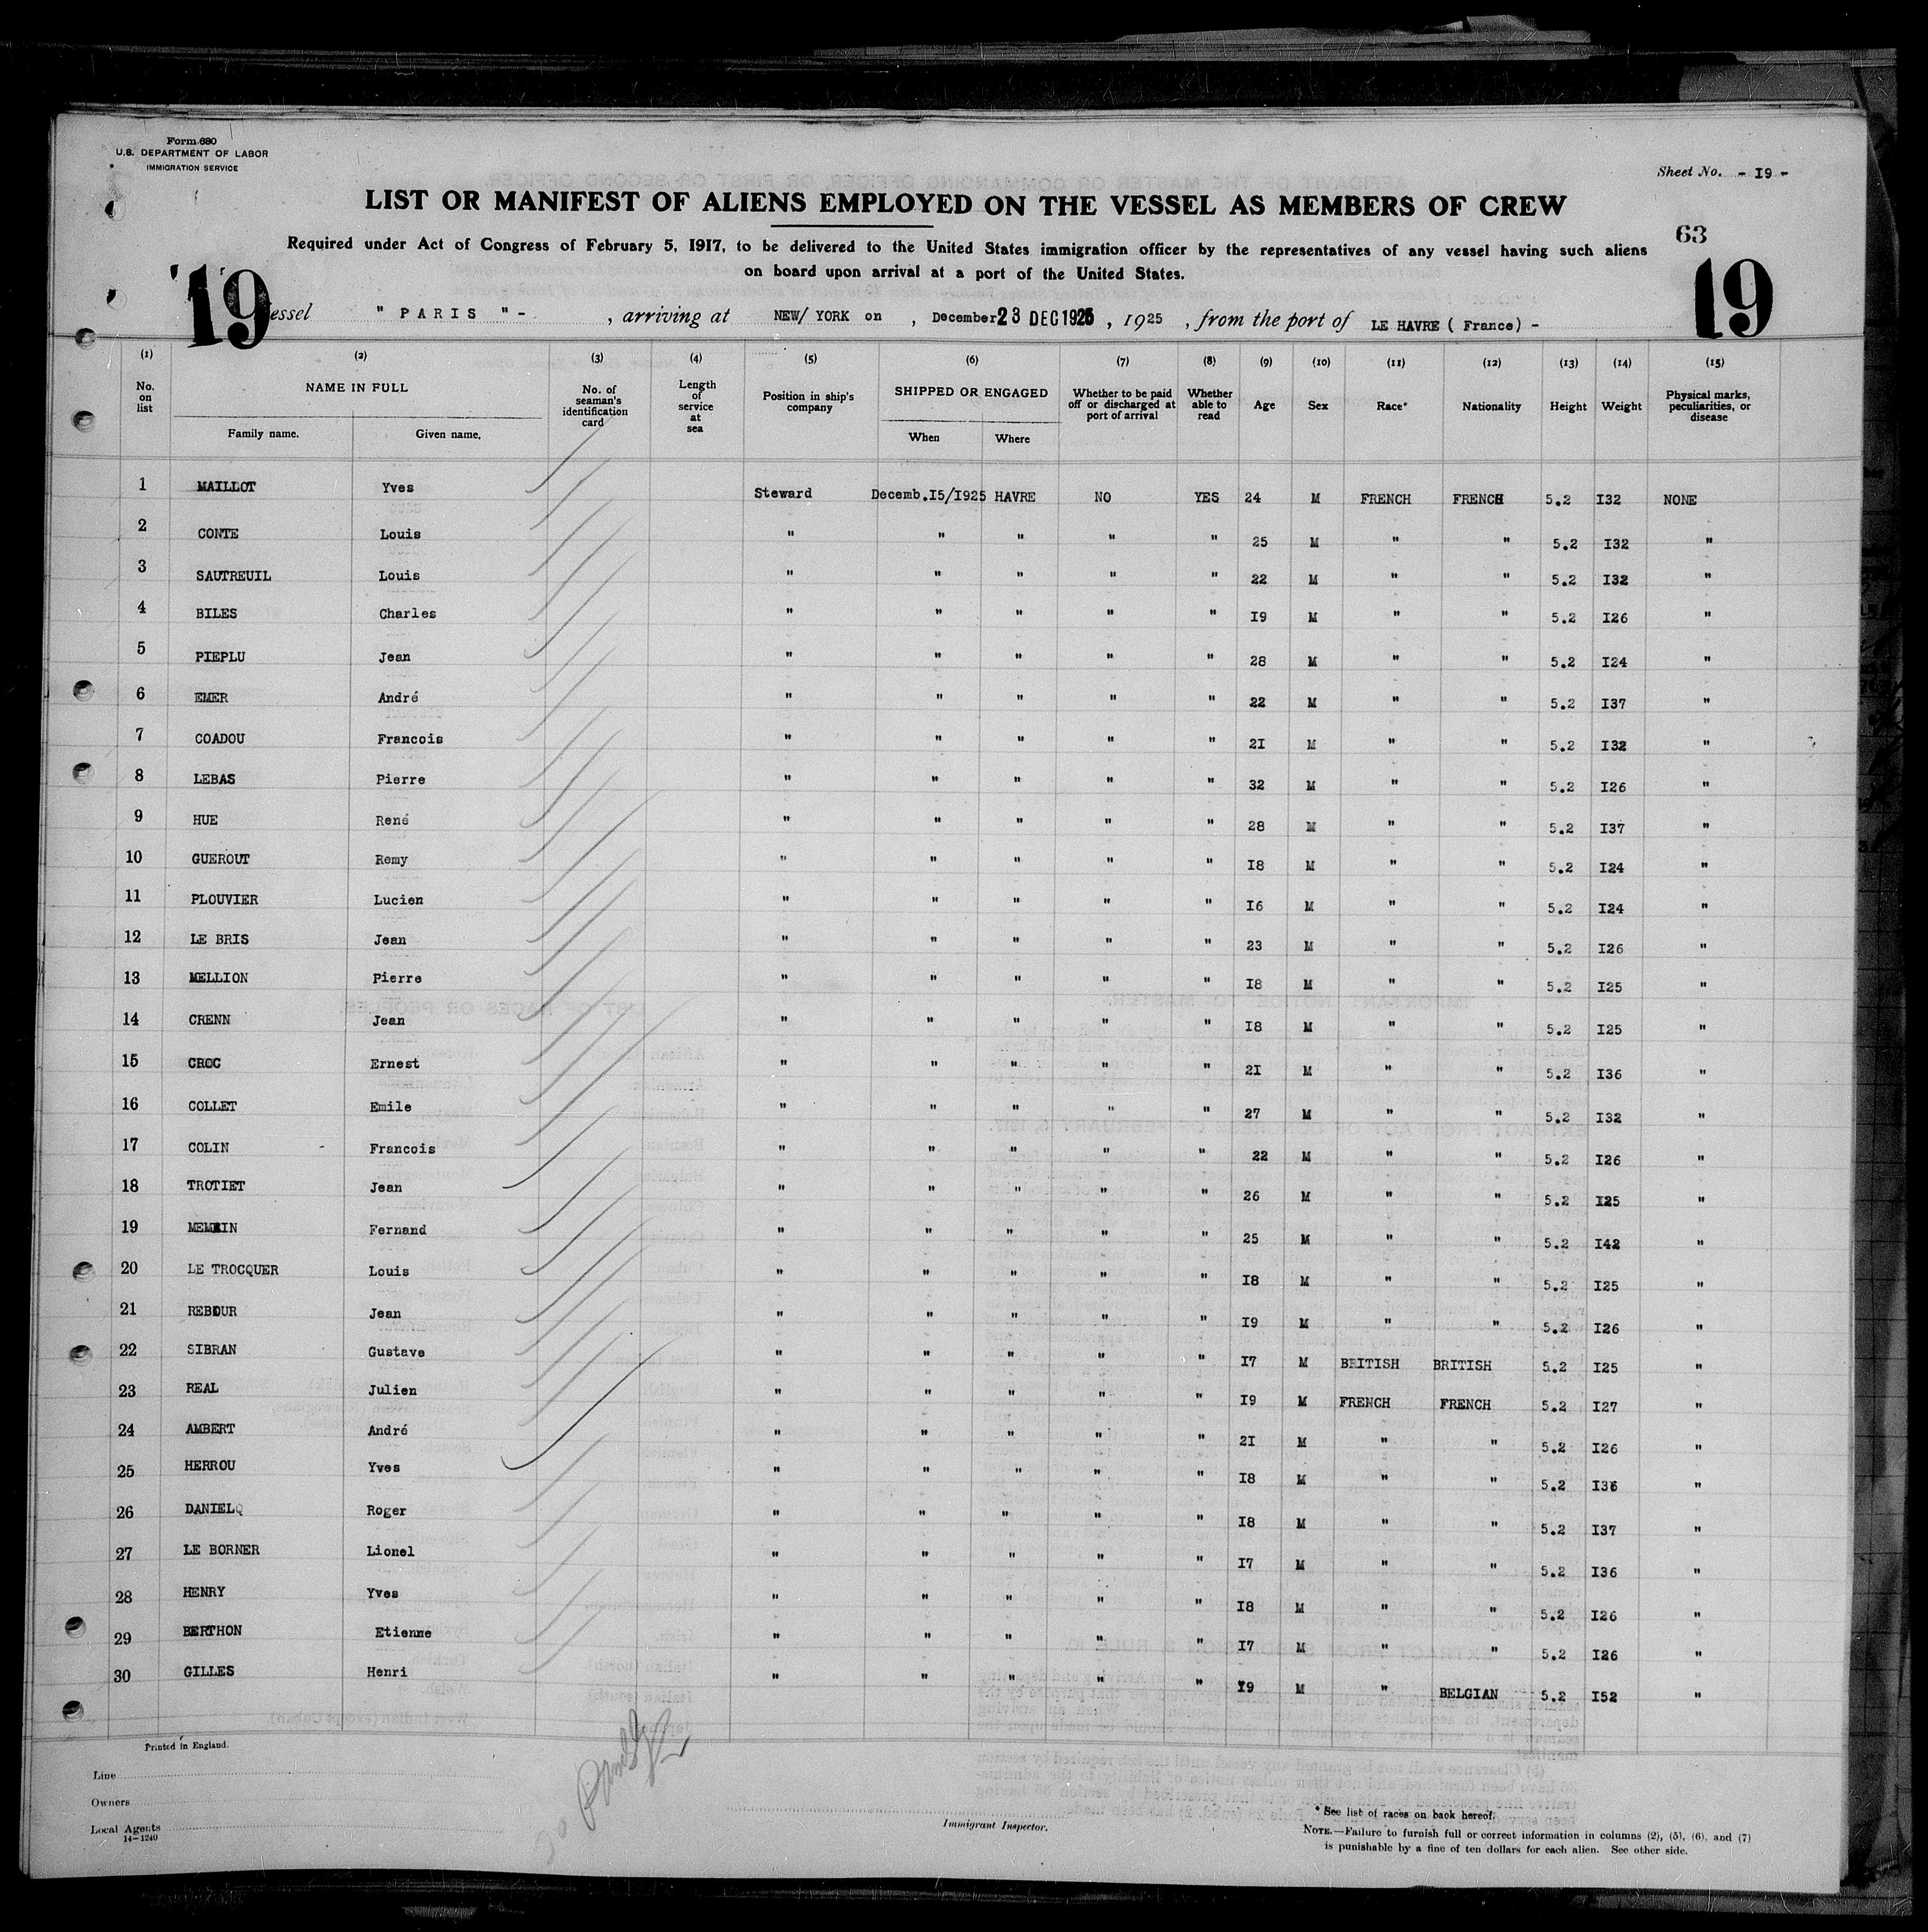 Form 680
U.S. DEPARTMENT OF LABOR
IMMIGRATION SERVICE
Sheet No. - I9 -
LIST OR MANIFEST OF ALIENS EMPLOYED ON THE VESSEL AS MEMBERS OF CREW
63
Required under Act of Congress of February 5, 1917, to be delivered to the United States immigration officer by the representatives of any vessel having such aliens
on board upon arrival at a port of the United States.
19 essel " PARIS " - , arriving at NEW/ YORK on , December 23 DEC 1925 , 1925 , from the port of LE HAVRE ( France) - 19
(1) (2) (3) (4) (5) (6) (7) (8) (9) (10) (11) (12) (13) (14) (15)
No. on list NAME IN FULL Family name. Given name, No. of seaman's identification card Length of service at sea Position in ship's company SHIPPED OR ENGAGED When Where Whether to be paid off or discharged at port of arrival Whether able to read Age Sex Race* Nationality Height Weight Physical marks, peculiarities, or disease
1 MAILLOT Yves Steward Decemb.I5/I925 HAVRE NO YES 24 M FRENCH FRENCH 5.2 I32 NONE
2 CONTE Louis " " " " " 25 M " " 5.2 I32 "
3 SAUTREUIL Louis " " " " " 22 M " " 5.2 I32 "
4 BILES Charles " " " " " I9 M " " 5.2 I26 "
5 PIEPLU Jean " " " " " 28 M " " 5.2 I24 "
6 EMER André " " " " " 22 M " " 5.2 I37 "
7 COADOU Francois " " " " " 2I M " " 5.2 I32 "
8 LEBAS Pierre " " " " " 32 M " " 5.2 I26 "
9 HUE René " " " " " 28 M " " 5.2 I37 "
10 GUEROUT Remy " " " " " I8 M " " 5.2 I24 "
11 PLOUVIER Lucien " " " " " I6 M " " 5.2 I24 "
12 LE BRIS Jean " " " " " 23 M " " 5.2 I26 "
13 MELLION Pierre " " " " " I8 M " " 5.2 I25 "
14 CRENN Jean " " " " " I8 M " " 5.2 I25 "
15 CROC Ernest " " " " " 2I M " " 5.2 I36 "
16 COLLET Emile " " " " " 27 M " " 5.2 I32 "
17 COLIN Francois " " " " " 22 M " " 5.2 I26 "
18 TROTIET Jean " " " " " 26 M " " 5.2 I25 "
19 Fernand " " " " " 25 M " " 5.2 I42 "
20 LE TROCQUER Louis " " " " " I8 M " " 5.2 I25 "
21 REBOUR Jean " " " " " I9 M " " 5.2 I26 "
22 SIBRAN Gustave " " " " " I7 M BRITISH BRITISH 5.2 I25 "
23 REAL Julien " " " " " I9 M FRENCH FRENCH 5.2 I27 "
24 AMBERT André " " " " " 2I M " " 5.2 I26 "
25 HERROU Yves " " " " " I8 M " " 5.2 I36 "
26 DANIEL Roger " " " " " I8 M " " 5.2 I37 "
27 LE BORNER Lionel " " " " " I7 M " " 5.2 I36 "
28 HENRY Yves " " " " " I8 M " " 5.2 I26 "
29 BERTHON Etienne " " " " " I7 M " " 5.2 I26 "
30 GILLES Henri " " " " " I9 M " BELGIAN 5.2 I52 "
Printed in England.
Line
Owners
Local Agents
14-1240
Immigrant Inspector.
* See list of races on back hereof.
NOTE.—Failure to furnish full or correct information in columns (2), (5), (6), and (7)
is punishable by a fine of ten dollars for each alien. See other side.